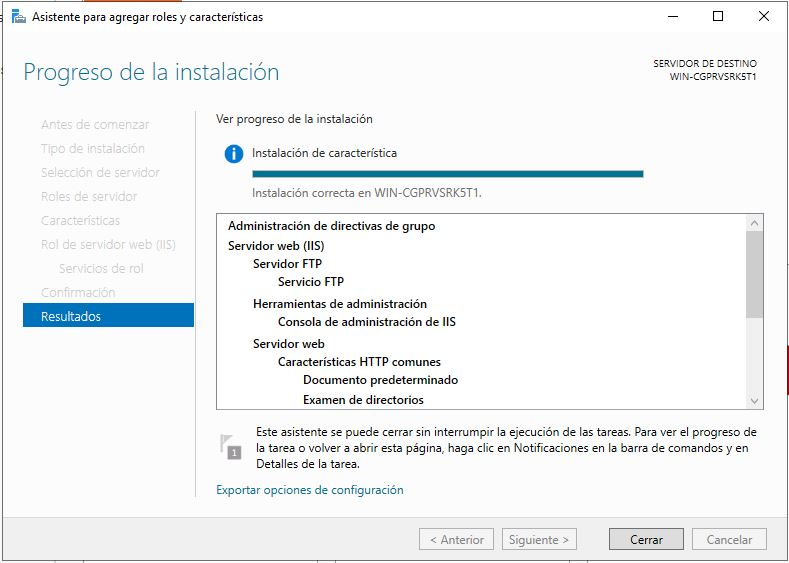 Asistente para agregar roles y características
Progreso de la instalación
SERVIDOR DE DESTINO
WIN-CGPRVSRK5T1
Antes de comenzar
Tipo de instalación
Selección de servidor
Roles de servidor
Características
Rol de servidor web (IIS)
Servicios de rol
Confirmación
Resultados
Ver progreso de la instalación
Instalación de característica
Instalación correcta en WIN-CGPRVSRK5T1.
Administración de directivas de grupo
Servidor web (IIS)
Servidor FTP
Servicio FTP
Herramientas de administración
Consola de administración de IIS
Servidor web
Características HTTP comunes
Documento predeterminado
Examen de directorios
1
Este asistente se puede cerrar sin interrumpir la ejecución de las tareas. Para ver el progreso de
la tarea o volver a abrir esta página, haga clic en Notificaciones en la barra de comandos y en
Detalles de la tarea.
Exportar opciones de configuración
< Anterior
Siguiente >
Cerrar
Cancelar